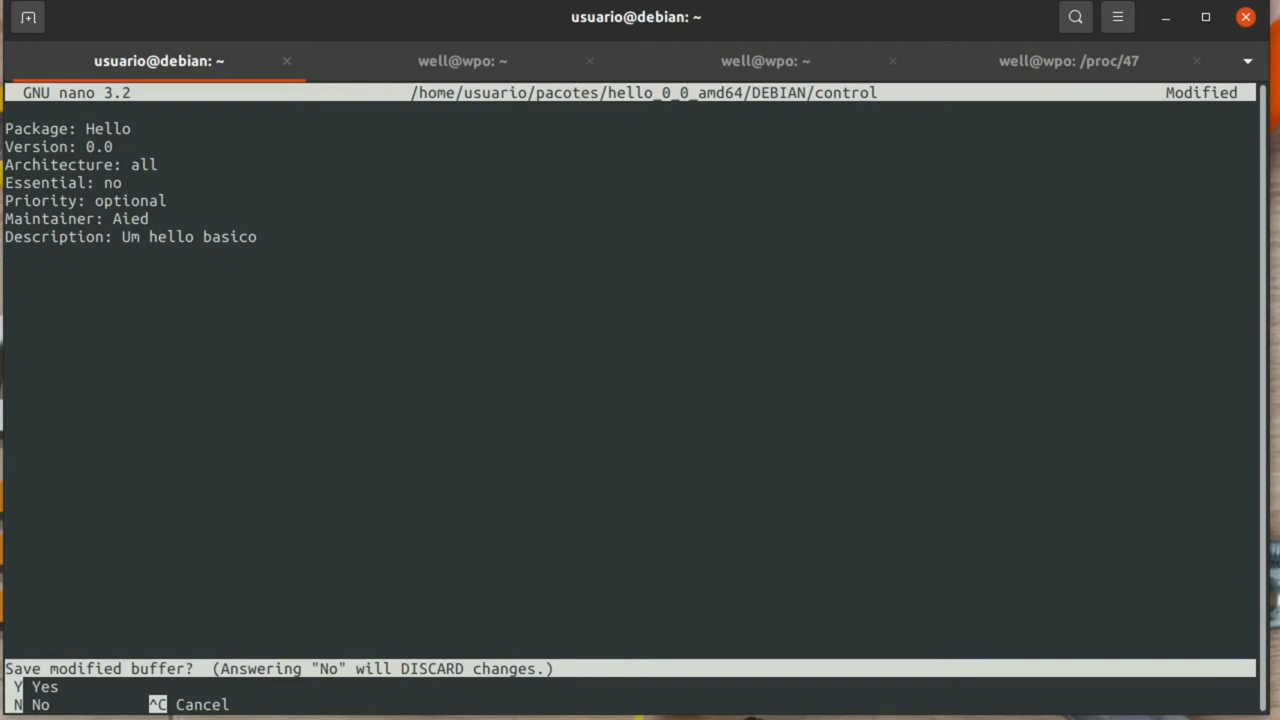 usuario@debian: ~
usuario@debian: ~
well@wpo: ~
well@wpo: ~
well@wpo: /proc/47
GNU nano 3.2 /home/usuario/pacotes/hello_0_0_amd64/DEBIAN/control Modified
Package: Hello
Version: 0.0
Architecture: all
Essential: no
Priority: optional
Maintainer: Aied
Description: Um hello basico
Save modified buffer? (Answering "No" will DISCARD changes.)
Y Yes
N No ^C Cancel